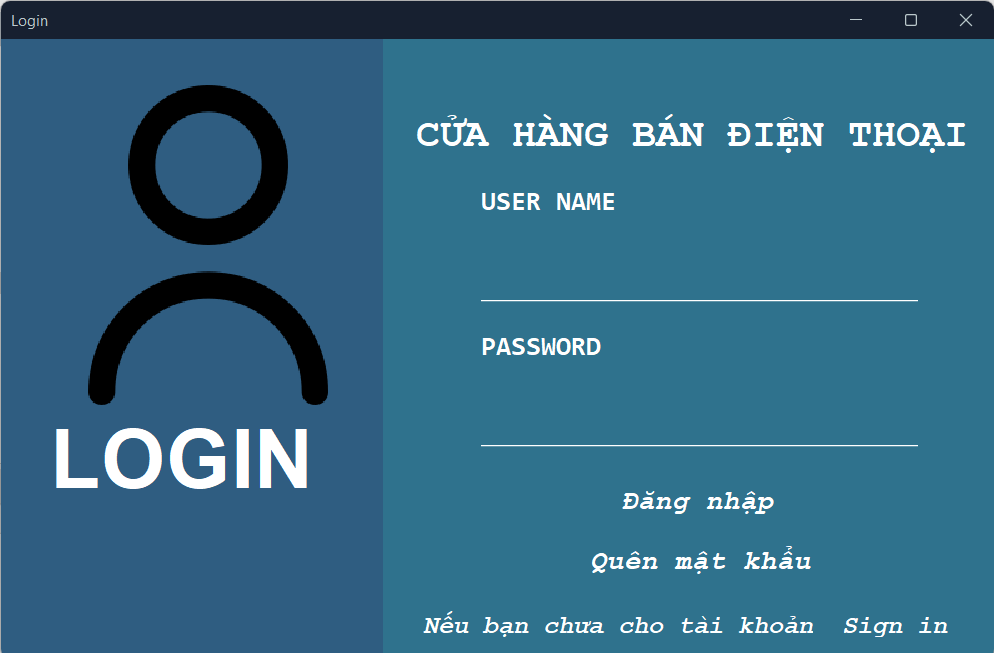 Login
LOGIN
CỬA HÀNG BÁN ĐIỆN THOẠI
USER NAME
PASSWORD
Đăng nhập
Quên mật khẩu
Nếu bạn chưa cho tài khoản Sign in